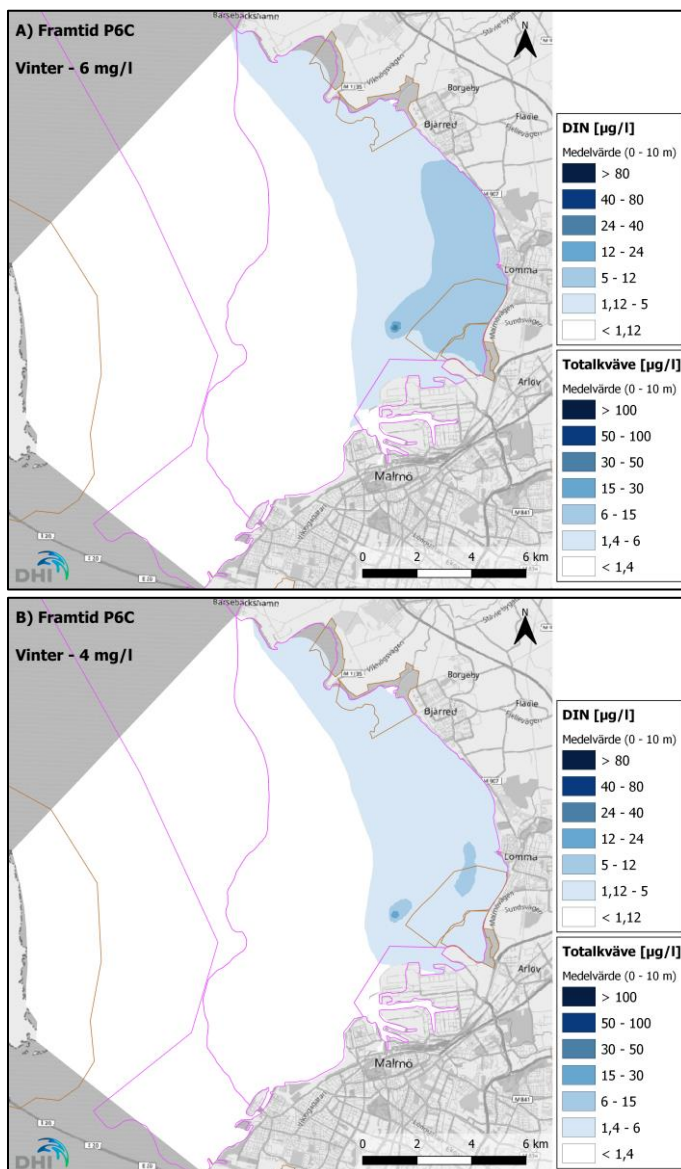 A) Framtid P6C
Vinter - 6 mg/l
Barsebäckshamn
N
Borgeby
Flädie
Bjärred
Lomma
Arlöv
Malmö
E 20
E 20
0 2 4 6 km
DHI
DIN [µg/l]
Medelvärde (0 - 10 m)
> 80
40 - 80
24 - 40
12 - 24
5 - 12
1,12 - 5
< 1,12
Totalkväve [µg/l]
Medelvärde (0 - 10 m)
> 100
50 - 100
30 - 50
15 - 30
6 - 15
1,4 - 6
< 1,4
B) Framtid P6C
Vinter - 4 mg/l
Barsebäckshamn
N
Borgeby
Flädie
Bjärred
Lomma
Arlöv
Malmö
E 20
E 20
0 2 4 6 km
DHI
DIN [µg/l]
Medelvärde (0 - 10 m)
> 80
40 - 80
24 - 40
12 - 24
5 - 12
1,12 - 5
< 1,12
Totalkväve [µg/l]
Medelvärde (0 - 10 m)
> 100
50 - 100
30 - 50
15 - 30
6 - 15
1,4 - 6
< 1,4